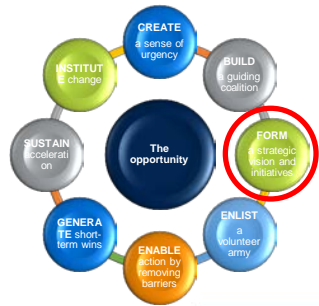 CREATE
a sense of
urgency
BUILD
a guiding
coalition
FORM
a strategic
vision and
initiatives
ENLIST
a
volunteer
army
ENABLE
action by
removing
barriers
GENERA
TE short-
term wins
SUSTAIN
accelerati
on
INSTITUT
E change
The
opportunity